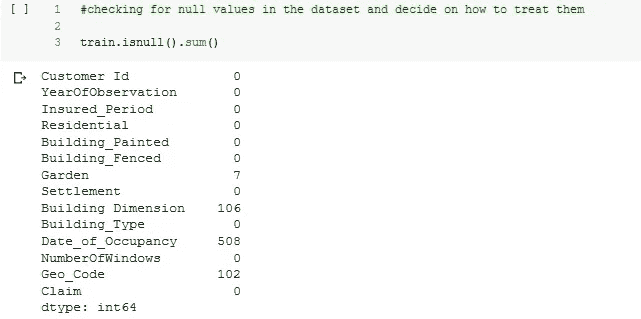 [ ] 1 #checking for null values in the dataset and decide on how to treat them
2
3 train.isnull().sum()
Customer Id 0
YearOfObservation 0
Insured_Period 0
Residential 0
Building_Painted 0
Building_Fenced 0
Garden 7
Settlement 0
Building Dimension 106
Building_Type 0
Date_of_Occupancy 508
NumberOfWindows 0
Geo_Code 102
Claim 0
dtype: int64